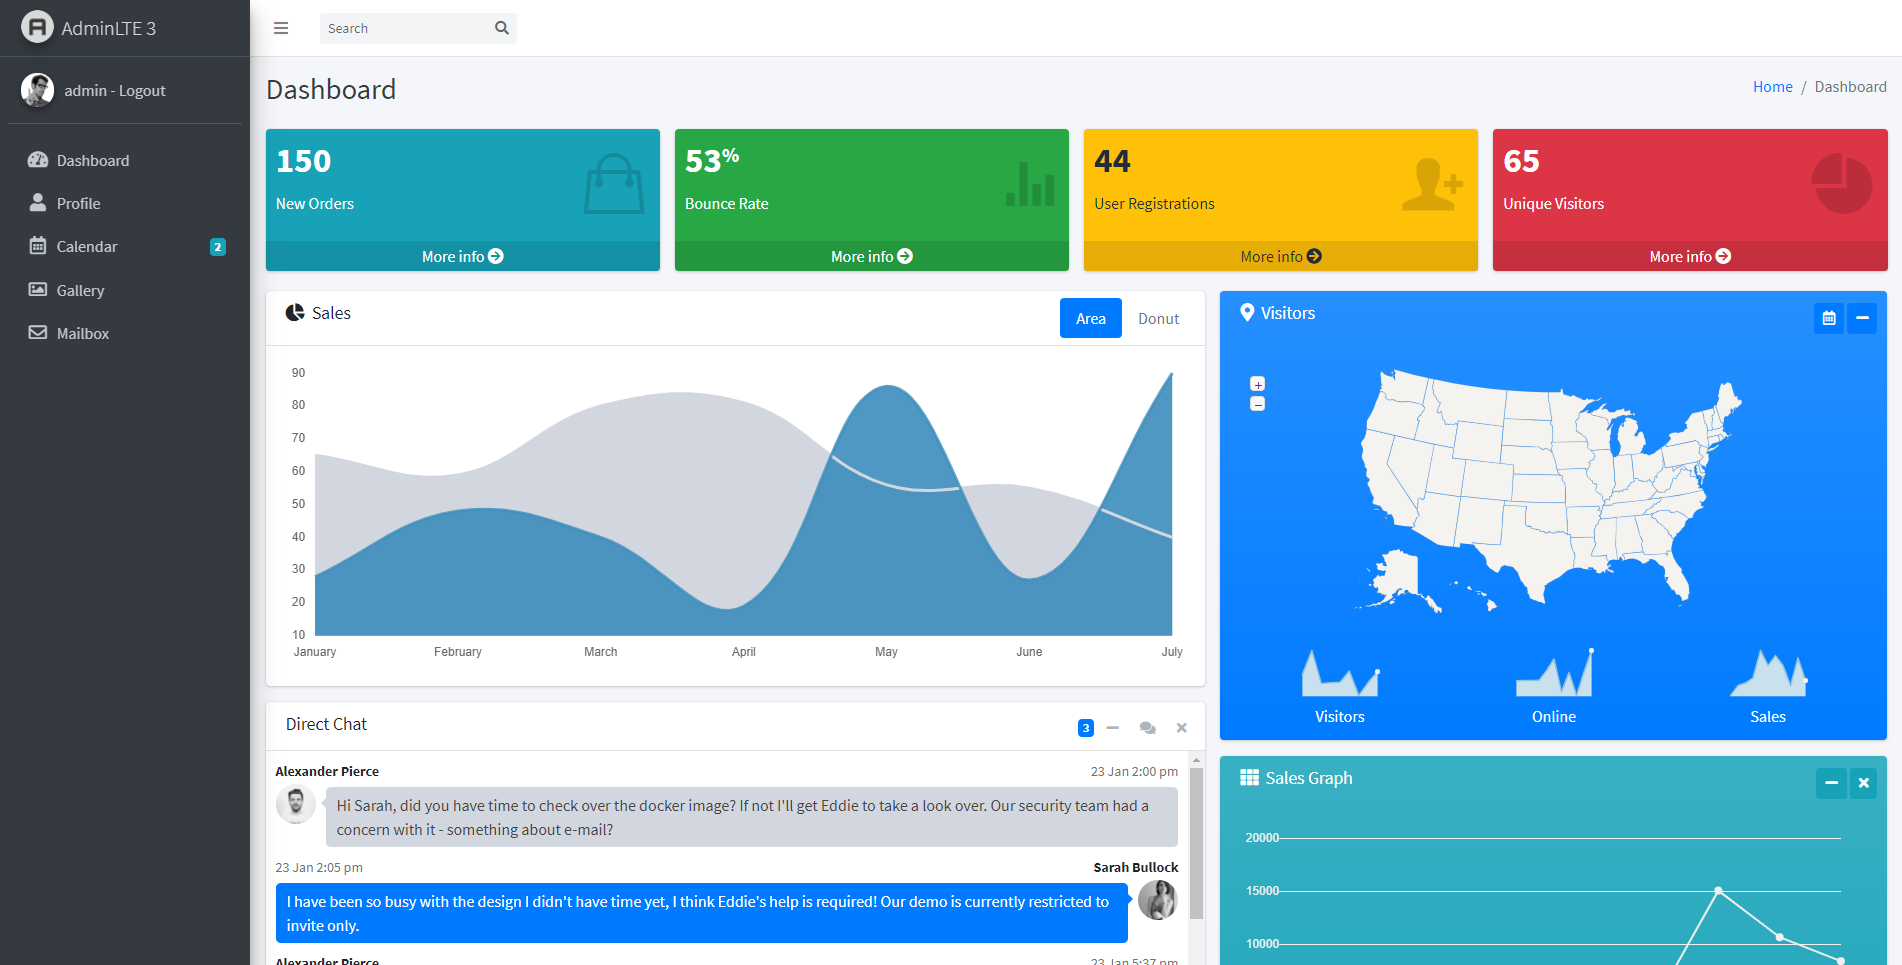 AdminLTE 3
Search
admin - Logout
Dashboard
Profile
Calendar 2
Gallery
Mailbox
Dashboard
Home / Dashboard
150
New Orders
More info
53%
Bounce Rate
More info
44
User Registrations
More info
65
Unique Visitors
More info
Sales
Area Donut
90
80
70
60
50
40
30
20
10
January February March April May June July
Visitors
+
−
Visitors Online Sales
Direct Chat 3
Alexander Pierce 23 Jan 2:00 pm
Hi Sarah, did you have time to check over the docker image? If not I'll get Eddie to take a look over. Our security team had a
concern with it - something about e-mail?
23 Jan 2:05 pm Sarah Bullock
I have been so busy with the design I didn't have time yet, I think Eddie's help is required! Our demo is currently restricted to
invite only.
Alexander Pierce 23 Jan 5:37 pm
Sales Graph
20000
15000
10000